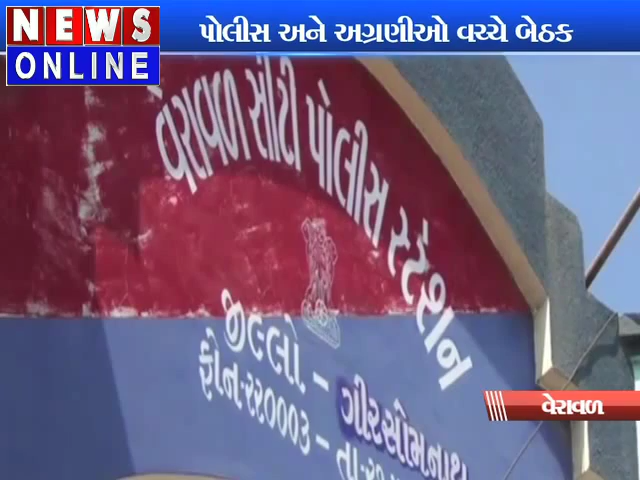 NEWS
ONLINE
પોલીસ અને અગ્રણીઓ વચ્ચે બેઠક
વેરાવળ સીટી પોલીસ સ્ટેશન
જીલ્લો - ગીરસોમનાથ
ફોન-૨૨૦૦૦૩ -
વેરાવળ